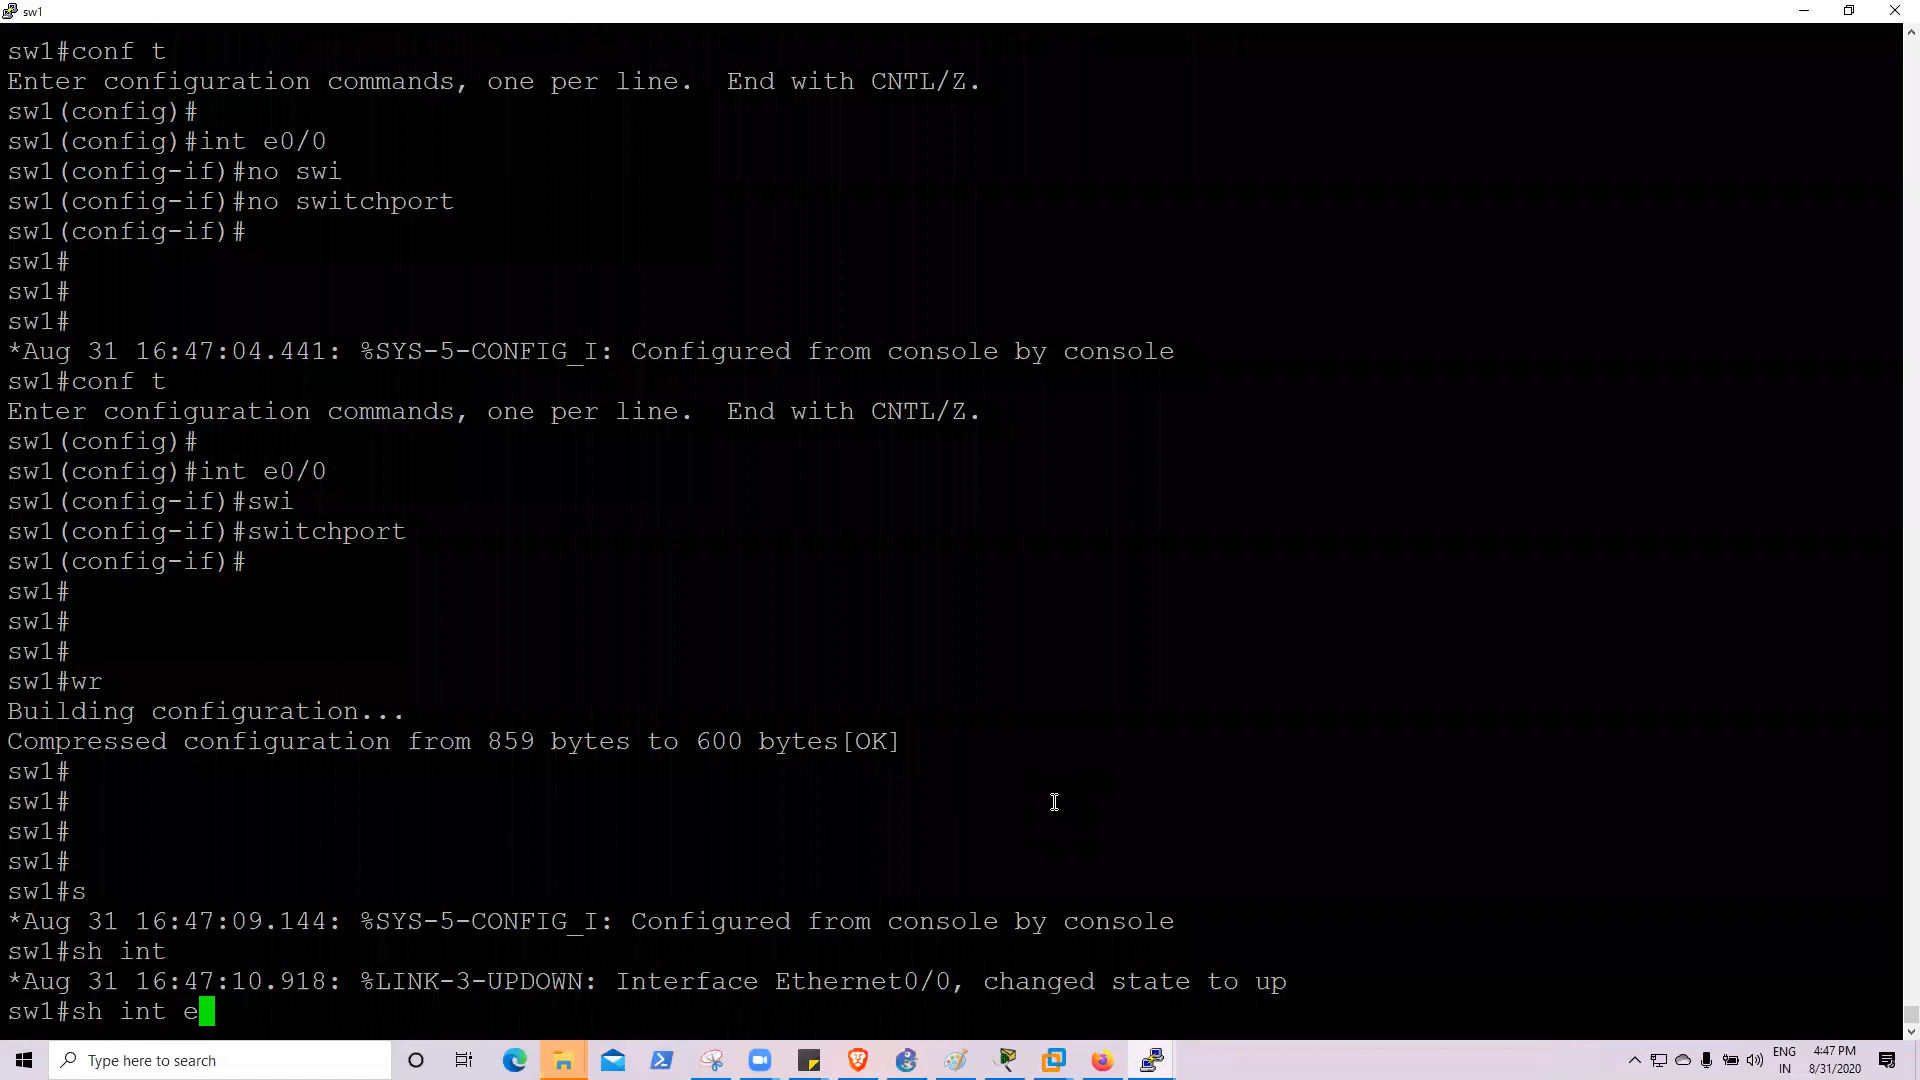 sw1
sw1#conf t
Enter configuration commands, one per line.  End with CNTL/Z.
sw1(config)#
sw1(config)#int e0/0
sw1(config-if)#no swi
sw1(config-if)#no switchport
sw1(config-if)#
sw1#
sw1#
sw1#
*Aug 31 16:47:04.441: %SYS-5-CONFIG_I: Configured from console by console
sw1#conf t
Enter configuration commands, one per line.  End with CNTL/Z.
sw1(config)#
sw1(config)#int e0/0
sw1(config-if)#swi
sw1(config-if)#switchport
sw1(config-if)#
sw1#
sw1#
sw1#
sw1#wr
Building configuration...
Compressed configuration from 859 bytes to 600 bytes[OK]
sw1#
sw1#
sw1#
sw1#
sw1#s
*Aug 31 16:47:09.144: %SYS-5-CONFIG_I: Configured from console by console
sw1#sh int
*Aug 31 16:47:10.918: %LINK-3-UPDOWN: Interface Ethernet0/0, changed state to up
sw1#sh int e
Type here to search
ENG
IN
4:47 PM
8/31/2020